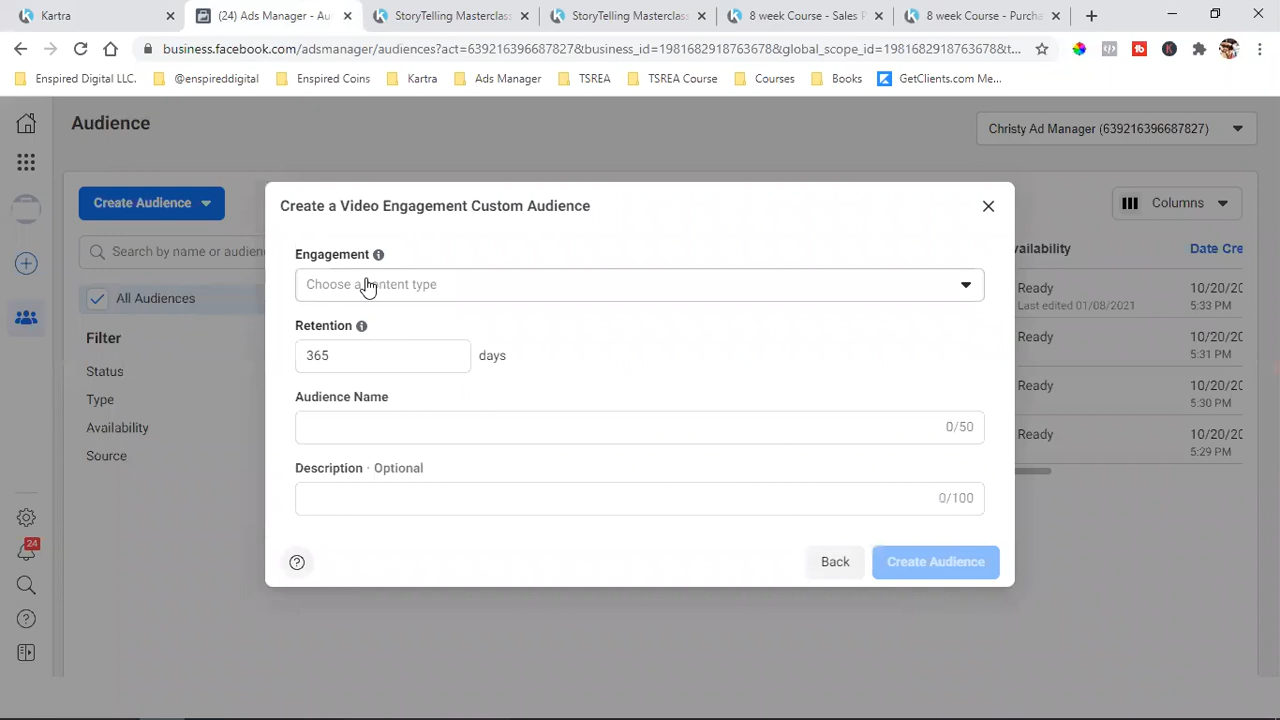 Kartra
(24) Ads Manager - Au
StoryTelling Masterclass
StoryTelling Masterclass
8 week Course - Sales P
8 week Course - Purcha
business.facebook.com/adsmanager/audiences?act=639216396687827&business_id=198168291876536787&global_scope_id=1981682918763678&t...
Enspired Digital LLC.
@enspireddigital
Enspired Coins
Kartra
Ads Manager
TSREA
TSREA Course
Courses
Books
GetClients.com Me...
Audience
Christy Ad Manager (639216396687827)
Create Audience
Columns
Search by name or audien
All Audiences
Filter
Status
Type
Availability
Source
24
Create a Video Engagement Custom Audience
Engagement
Choose a content type
Retention
365 days
Audience Name
0/50
Description · Optional
0/100
Back
Create Audience
vailability Date Cre
Ready 10/20/20
Last edited 01/08/2021 5:33 PM
Ready 10/20/20
5:31 PM
Ready 10/20/20
5:30 PM
Ready 10/20/20
5:29 PM